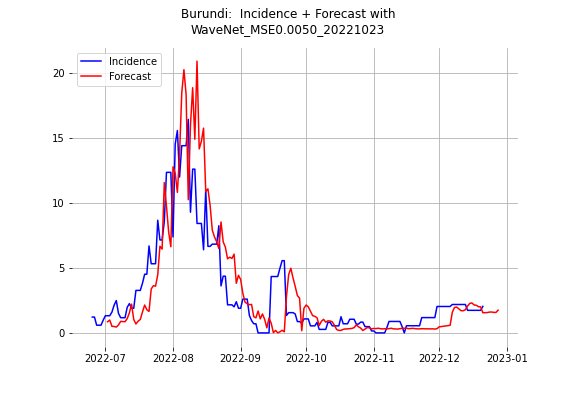 Burundi:  Incidence + Forecast with
WaveNet_MSE0.0050_20221023
Incidence
Forecast
20
15
10
5
0
2022-07 2022-08 2022-09 2022-10 2022-11 2022-12 2023-01